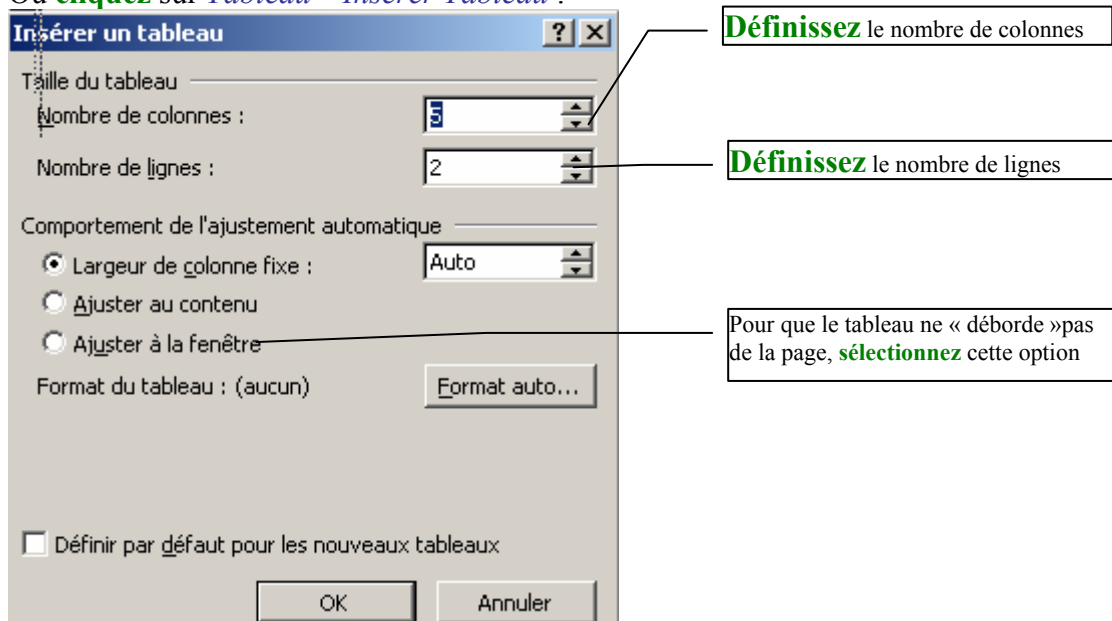 Ou cliquez sur Tableau - Insérer Tableau :
Insérer un tableau
Définissez le nombre de colonnes
Taille du tableau
Nombre de colonnes :
5
Nombre de lignes :
2
Définissez le nombre de lignes
Comportement de l'ajustement automatique
Largeur de colonne fixe :
Auto
Ajuster au contenu
Ajuster à la fenêtre
Pour que le tableau ne « déborde »pas
de la page, sélectionnez cette option
Format du tableau : (aucun)
Format auto...
Définir par défaut pour les nouveaux tableaux
OK
Annuler